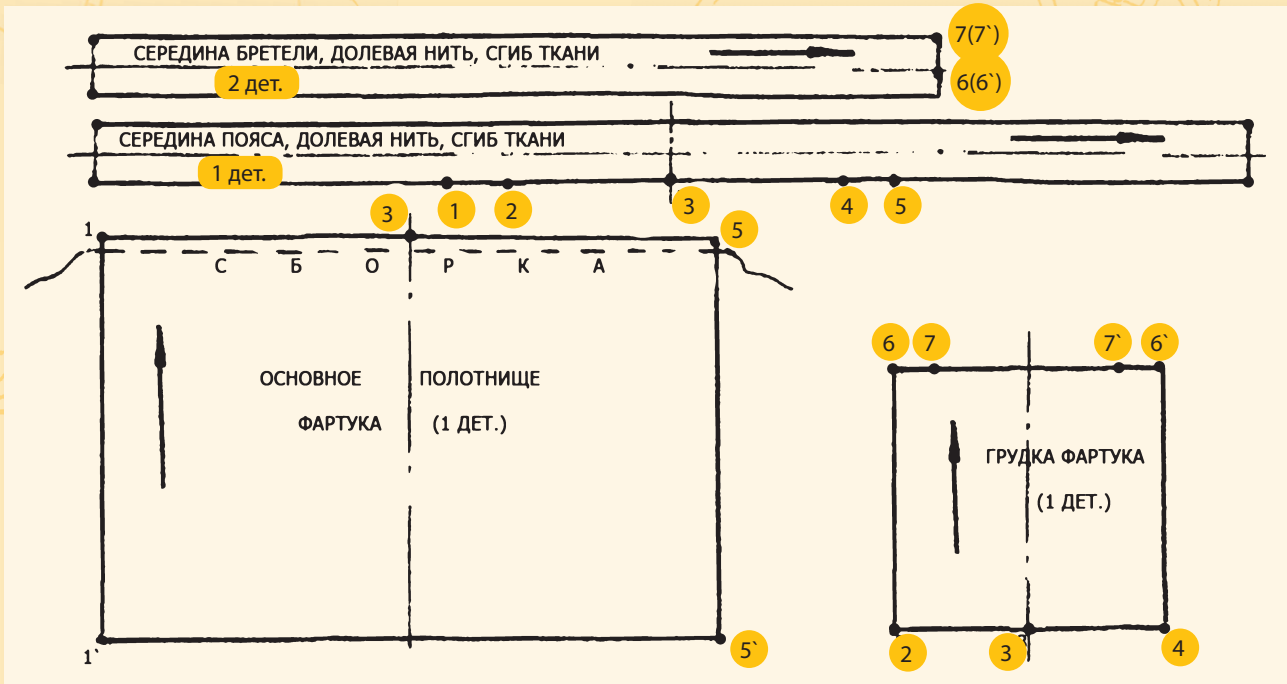 СЕРЕДИНА БРЕТЕЛИ, ДОЛЕВАЯ НИТЬ, СГИБ ТКАНИ
7(7`)
2 дет.
6(6`)
СЕРЕДИНА ПОЯСА, ДОЛЕВАЯ НИТЬ, СГИБ ТКАНИ
1 дет.
1 2 3 4 5
1 3 5
С Б О Р К А
ОСНОВНОЕ ПОЛОТНИЩЕ
ФАРТУКА (1 ДЕТ.)
1` 5`
6 7 7` 6`
ГРУДКА ФАРТУКА
(1 ДЕТ.)
2 3 4